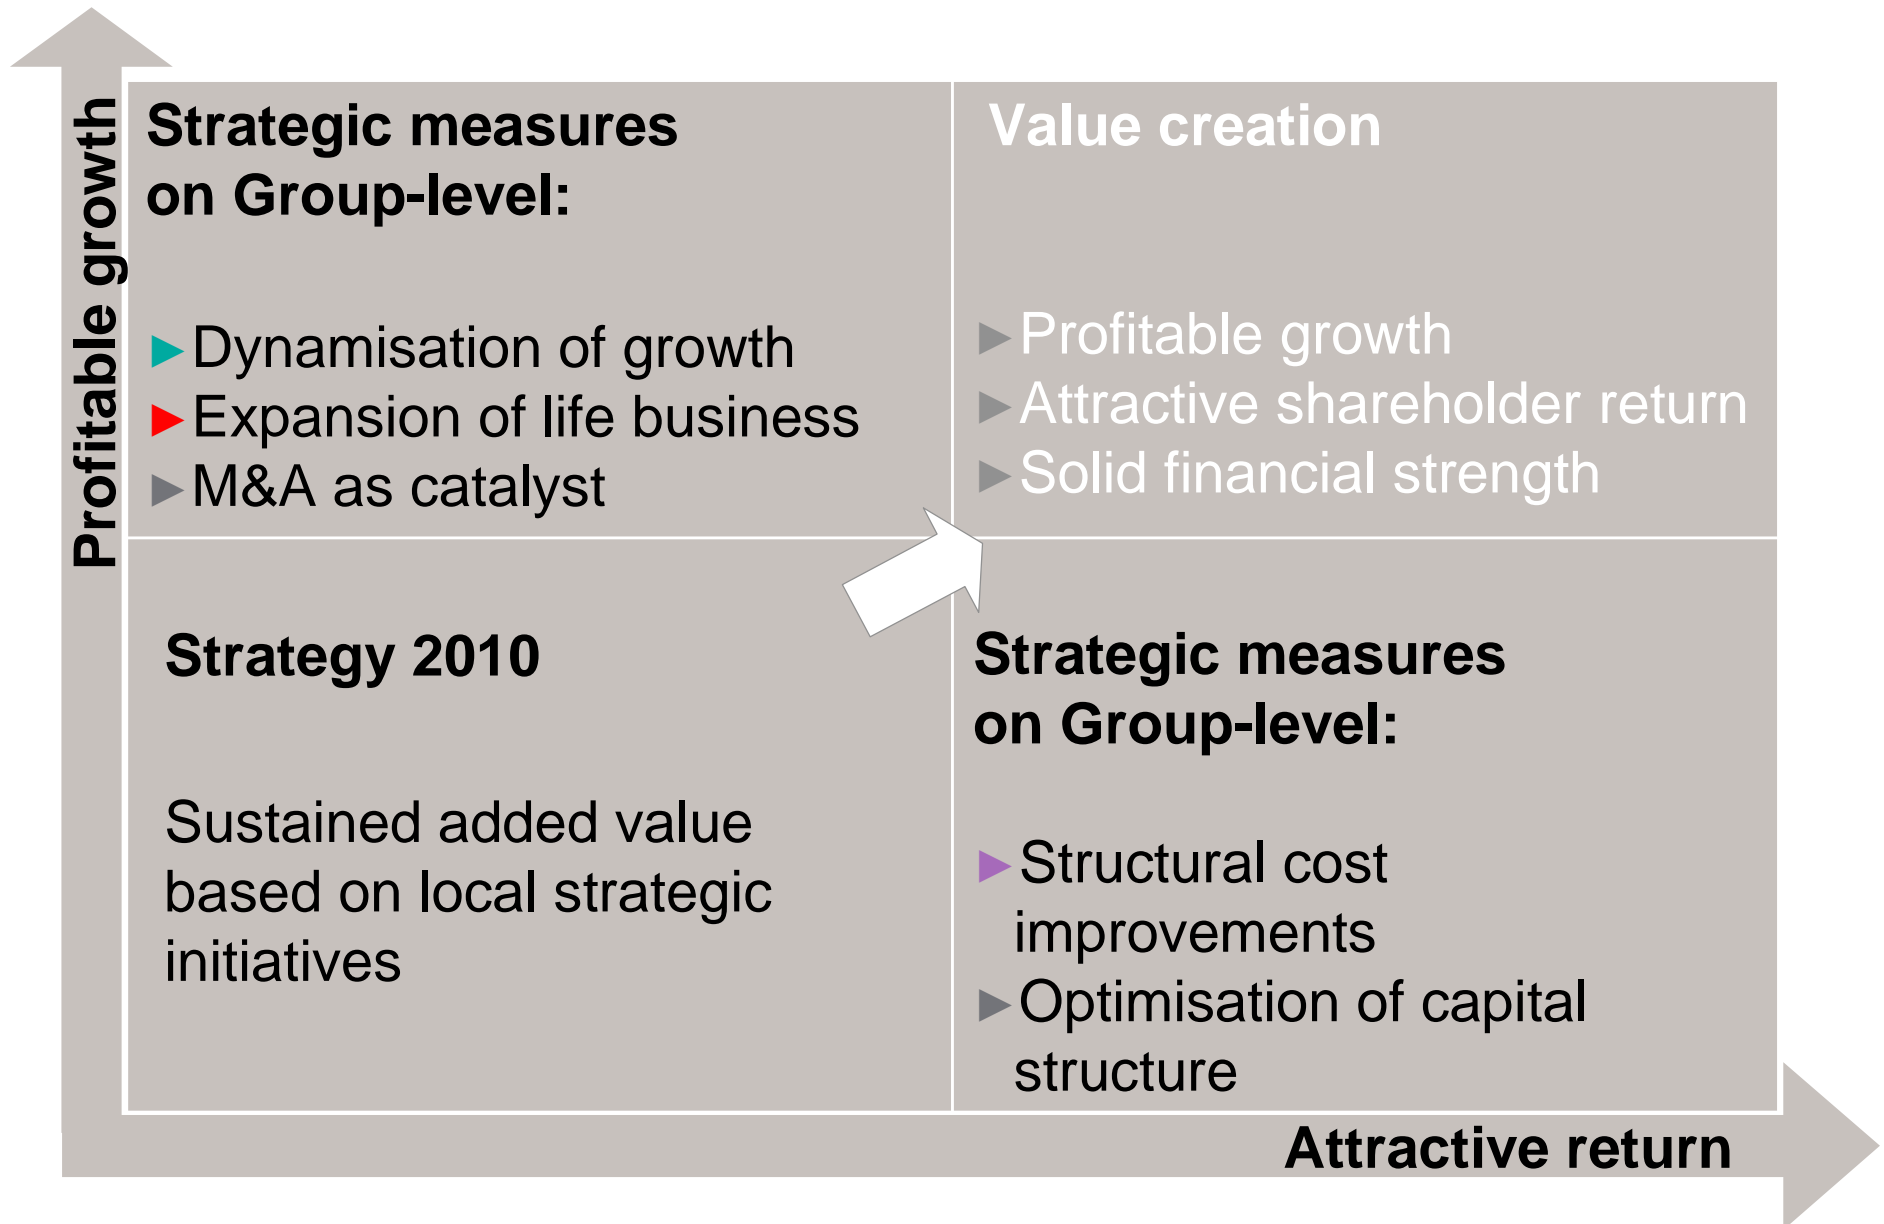 Profitable growth
Strategic measures
on Group-level:
►Dynamisation of growth
►Expansion of life business
►M&A as catalyst
Value creation
►Profitable growth
►Attractive shareholder return
►Solid financial strength
Strategy 2010
Sustained added value
based on local strategic
initiatives
Strategic measures
on Group-level:
►Structural cost
improvements
►Optimisation of capital
structure
Attractive return